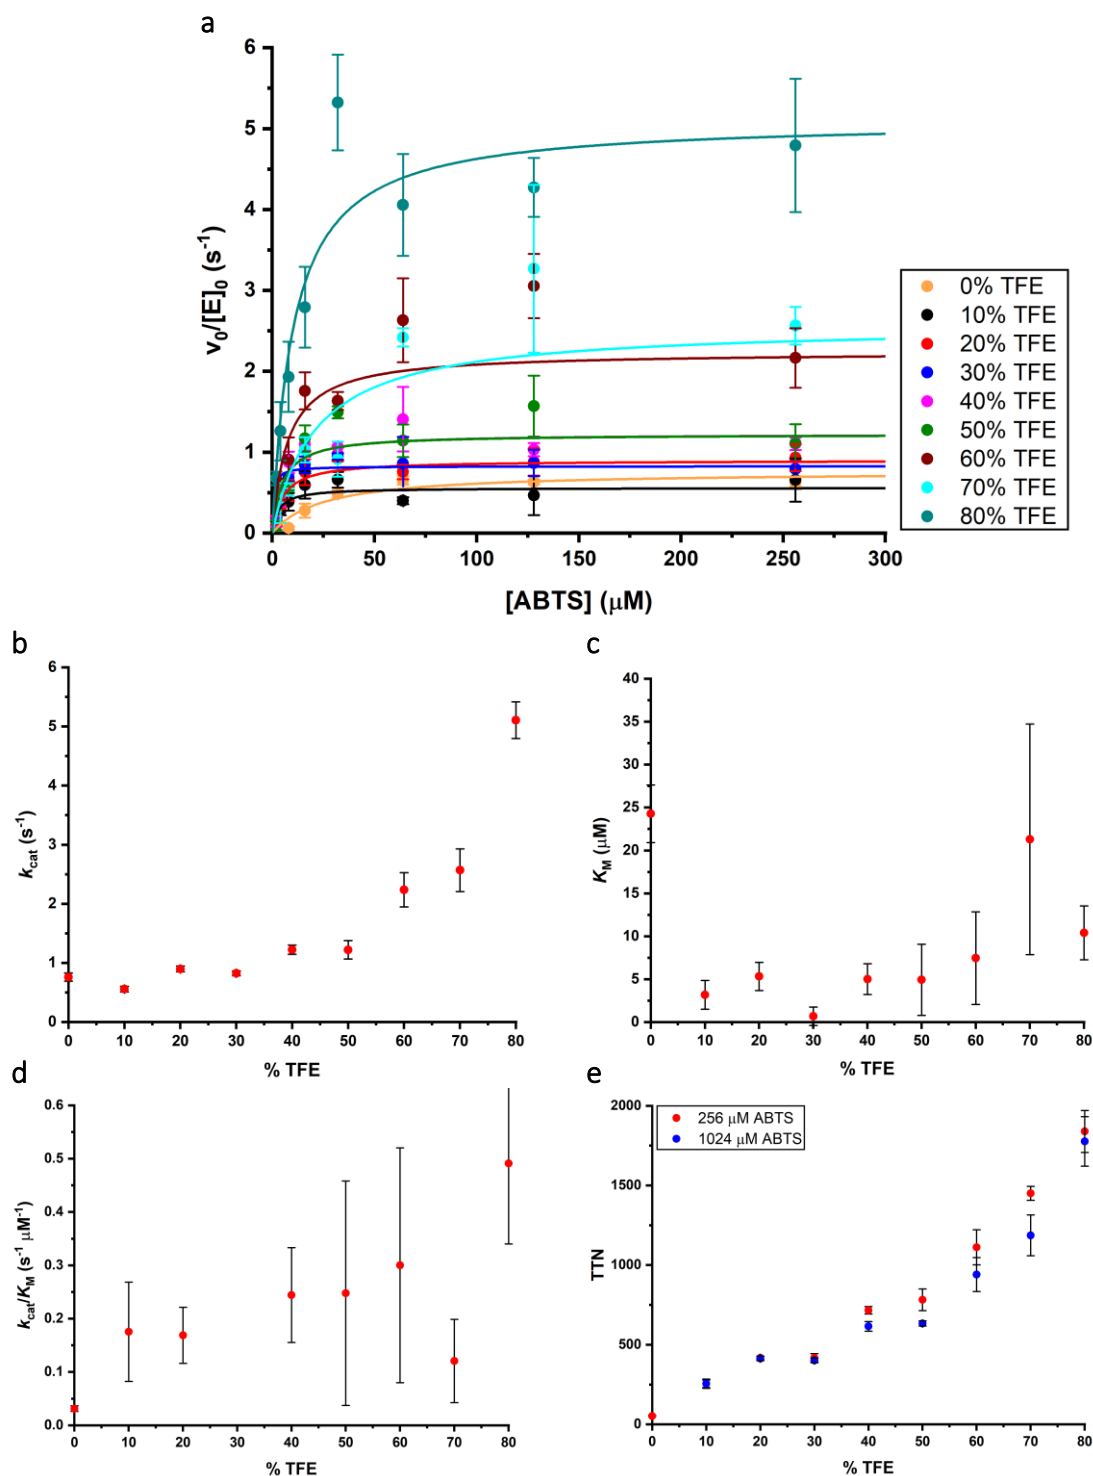 a
6
5
4
3
2
1
0
v0/[E]0 (s-1)
0 50 100 150 200 250 300
[ABTS] (μM)
0% TFE
10% TFE
20% TFE
30% TFE
40% TFE
50% TFE
60% TFE
70% TFE
80% TFE
b
6
5
4
3
2
1
0
kcat (s-1)
0 10 20 30 40 50 60 70 80
% TFE
c
40
35
30
25
20
15
10
5
0
KM (μM)
0 10 20 30 40 50 60 70 80
% TFE
d
0.6
0.5
0.4
0.3
0.2
0.1
0.0
kcat/KM (s-1 μM-1)
0 10 20 30 40 50 60 70 80
% TFE
e
2000
1500
1000
500
0
TTN
256 μM ABTS
1024 μM ABTS
0 10 20 30 40 50 60 70 80
% TFE